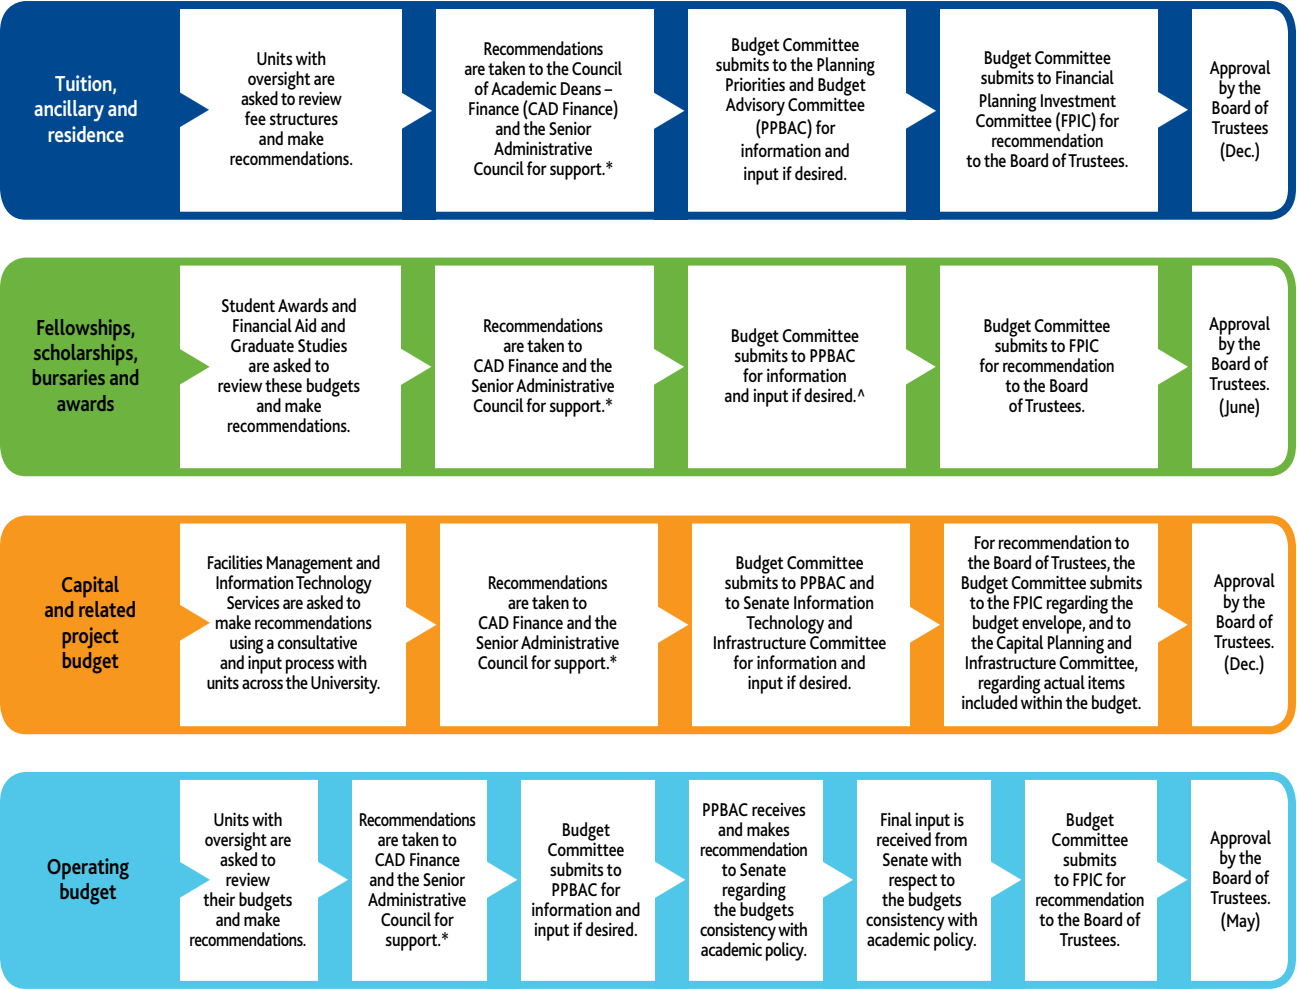 Tuition,
ancillary and
residence
Units with
oversight are
asked to review
fee structures
and make
recommendations.
Recommendations
are taken to the Council
of Academic Deans –
Finance (CAD Finance)
and the Senior
Administrative
Council for support.*
Budget Committee
submits to the Planning
Priorities and Budget
Advisory Committee
(PPBAC) for
information and
input if desired.
Budget Committee
submits to Financial
Planning Investment
Committee (FPIC) for
recommendation
to the Board of Trustees.
Approval
by the
Board of
Trustees
(Dec.)
Fellowships,
scholarships,
bursaries and
awards
Student Awards and
Financial Aid and
Graduate Studies
are asked to
review these budgets
and make
recommendations.
Recommendations
are taken to
CAD Finance and the
Senior Administrative
Council for support.*
Budget Committee
submits to PPBAC
for information
and input if desired.^
Budget Committee
submits to FPIC
for recommendation
to the Board
of Trustees.
Approval
by the
Board of
Trustees.
(June)
Capital
and related
project
budget
Facilities Management and
Information Technology
Services are asked to
make recommendations
using a consultative
and input process with
units across the University.
Recommendations
are taken to
CAD Finance and the
Senior Administrative
Council for support.*
Budget Committee
submits to PPBAC and
to Senate Information
Technology and
Infrastructure Committee
for information and
input if desired.
For recommendation to
the Board of Trustees, the
Budget Committee submits
to the FPIC regarding the
budget envelope, and to
the Capital Planning and
Infrastructure Committee,
regarding actual items
included within the budget.
Approval
by the
Board of
Trustees.
(Dec.)
Operating
budget
Units with
oversight are
asked to
review
their budgets
and make
recommendations.
Recommendations
are taken to
CAD Finance
and the Senior
Administrative
Council for
support.*
Budget
Committee
submits to
PPBAC for
information and
input if desired.
PPBAC receives
and makes
recommendation
to Senate
regarding
the budgets
consistency with
academic policy.
Final input is
received from
Senate with
respect to
the budgets
consistency with
academic policy.
Budget
Committee
submits
to FPIC for
recommendation
to the Board of
Trustees.
Approval
by the
Board of
Trustees.
(May)